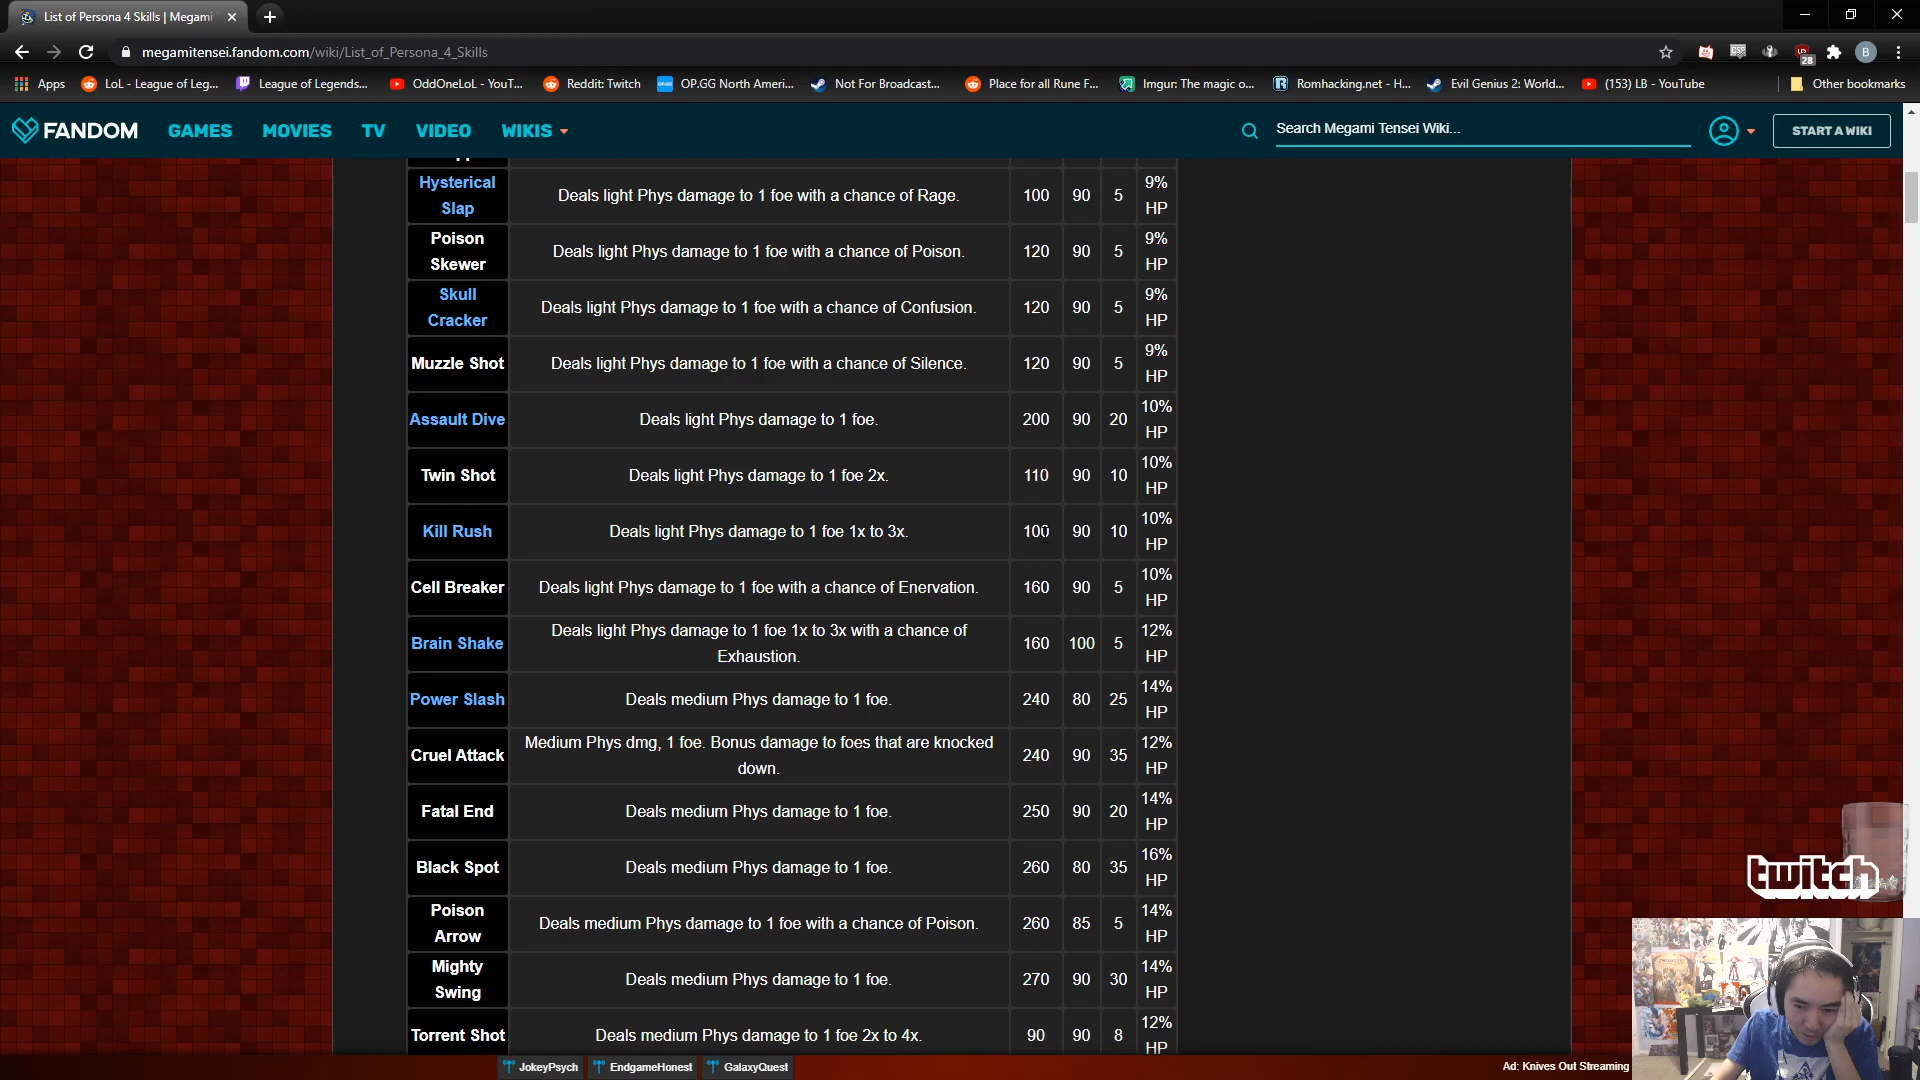 List of Persona 4 Skills | Megami
megamitensei.fandom.com/wiki/List_of_Persona_4_Skills
28
B
Apps
LoL - League of Leg...
League of Legends...
OddOneLoL - YouT...
Reddit: Twitch
OP.GG North Ameri...
Not For Broadcast...
Place for all Rune F...
Imgur: The magic o...
Romhacking.net - H...
Evil Genius 2: World...
(153) LB - YouTube
Other bookmarks
FANDOM
GAMES
MOVIES
TV
VIDEO
WIKIS
Search Megami Tensei Wiki...
START A WIKI
Hysterical Slap Deals light Phys damage to 1 foe with a chance of Rage. 100 90 5 9% HP
Poison Skewer Deals light Phys damage to 1 foe with a chance of Poison. 120 90 5 9% HP
Skull Cracker Deals light Phys damage to 1 foe with a chance of Confusion. 120 90 5 9% HP
Muzzle Shot Deals light Phys damage to 1 foe with a chance of Silence. 120 90 5 9% HP
Assault Dive Deals light Phys damage to 1 foe. 200 90 20 10% HP
Twin Shot Deals light Phys damage to 1 foe 2x. 110 90 10 10% HP
Kill Rush Deals light Phys damage to 1 foe 1x to 3x. 100 90 10 10% HP
Cell Breaker Deals light Phys damage to 1 foe with a chance of Enervation. 160 90 5 10% HP
Brain Shake Deals light Phys damage to 1 foe 1x to 3x with a chance of Exhaustion. 160 100 5 12% HP
Power Slash Deals medium Phys damage to 1 foe. 240 80 25 14% HP
Cruel Attack Medium Phys dmg, 1 foe. Bonus damage to foes that are knocked down. 240 90 35 12% HP
Fatal End Deals medium Phys damage to 1 foe. 250 90 20 14% HP
Black Spot Deals medium Phys damage to 1 foe. 260 80 35 16% HP
Poison Arrow Deals medium Phys damage to 1 foe with a chance of Poison. 260 85 5 14% HP
Mighty Swing Deals medium Phys damage to 1 foe. 270 90 30 14% HP
Torrent Shot Deals medium Phys damage to 1 foe 2x to 4x. 90 90 8 12% HP
twitch
JokeyPsych
EndgameHonest
GalaxyQuest
Ad: Knives Out Streaming